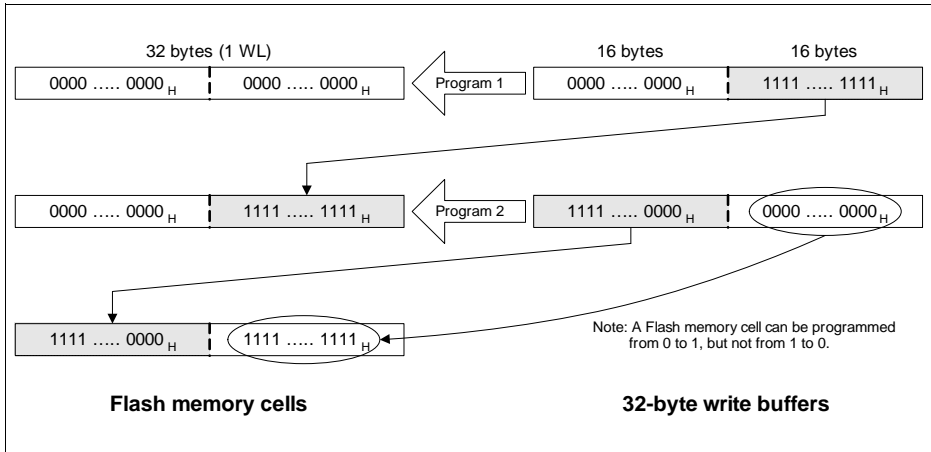 32 bytes (1 WL) 16 bytes 16 bytes
0000 ..... 0000 H 0000 ..... 0000 H Program 1 0000 ..... 0000 H 1111 ..... 1111 H
0000 ..... 0000 H 1111 ..... 1111 H Program 2 1111 ..... 0000 H 0000 ..... 0000 H
1111 ..... 0000 H 1111 ..... 1111 H
Note: A Flash memory cell can be programmed
from 0 to 1, but not from 1 to 0.
Flash memory cells 32-byte write buffers